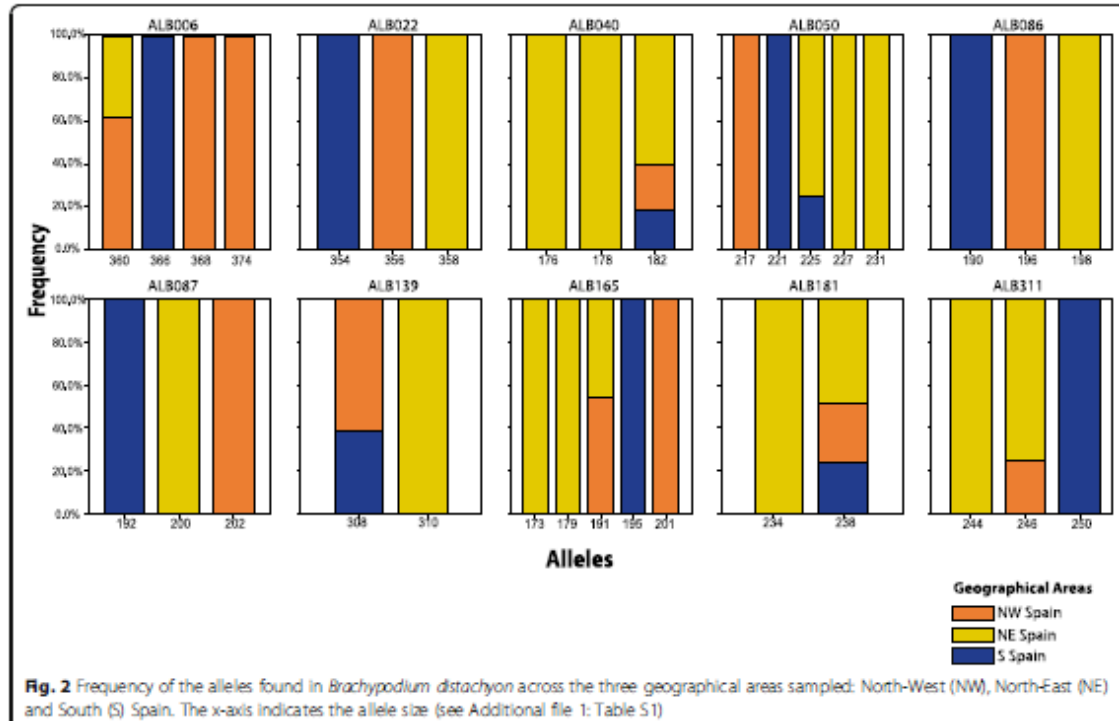 ALB006 ALB022 ALB040 ALB050 ALB086
100,0%
80,0%
60,0%
40,0%
20,0%
0.0%
360 366 368 374 354 356 358 176 178 182 217 221 225 227 231 190 196 198
Frequency
ALB087 ALB139 ALB165 ALB181 ALB311
100,0%
80,0%
60,0%
40,0%
20,0%
0.0%
192 200 202 308 310 173 179 191 195 201 234 238 244 246 250
Alleles
Geographical Areas
NW Spain
NE Spain
S Spain
Fig. 2 Frequency of the alleles found in Brachypodium distachyon across the three geographical areas sampled: North-West (NW), North-East (NE)
and South (S) Spain. The x-axis indicates the allele size (see Additional file 1: Table S1)